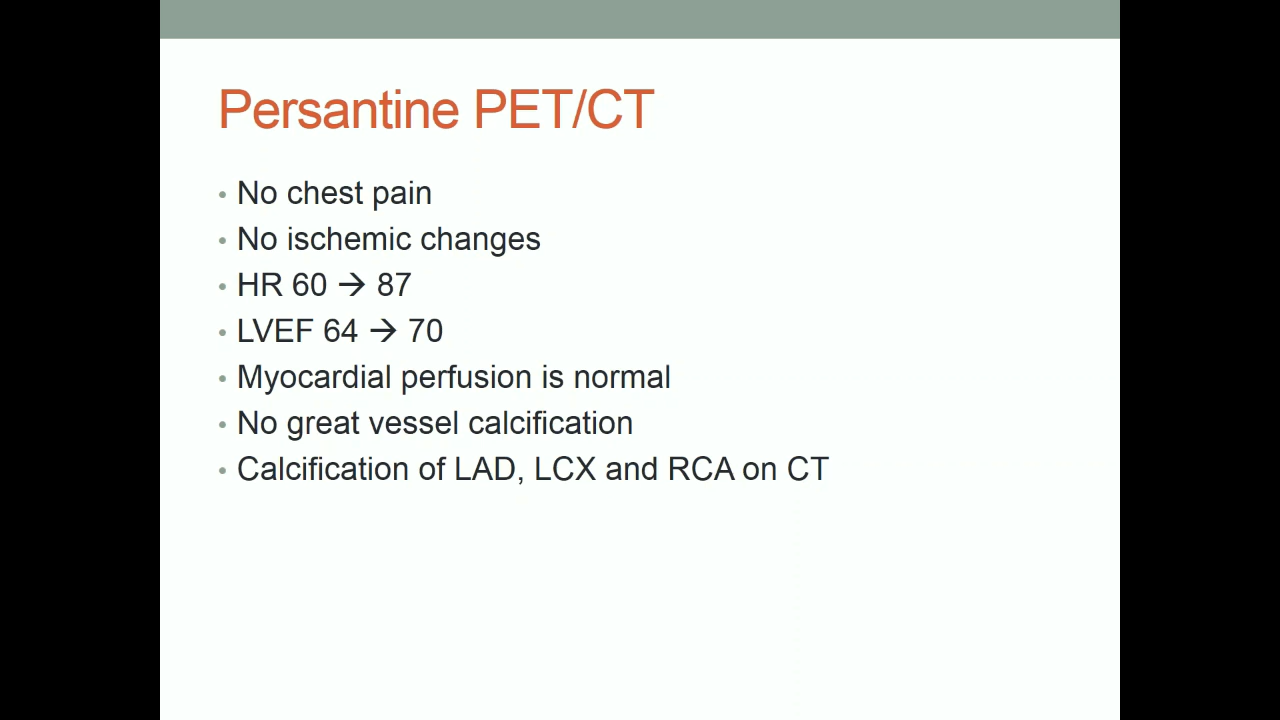 Persantine PET/CT
• No chest pain
• No ischemic changes
• HR 60 → 87
• LVEF 64 → 70
• Myocardial perfusion is normal
• No great vessel calcification
• Calcification of LAD, LCX and RCA on CT